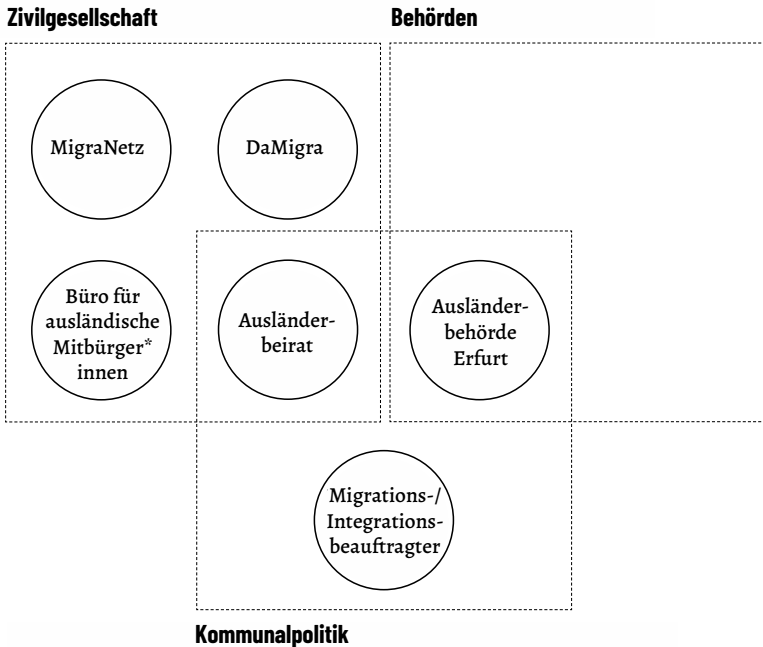 Zivilgesellschaft
Behörden
MigraNetz
DaMigra
Büro für
ausländische
Mitbürger*
innen
Ausländer-
beirat
Ausländer-
behörde
Erfurt
Migrations-/
Integrations-
beauftragter
Kommunalpolitik